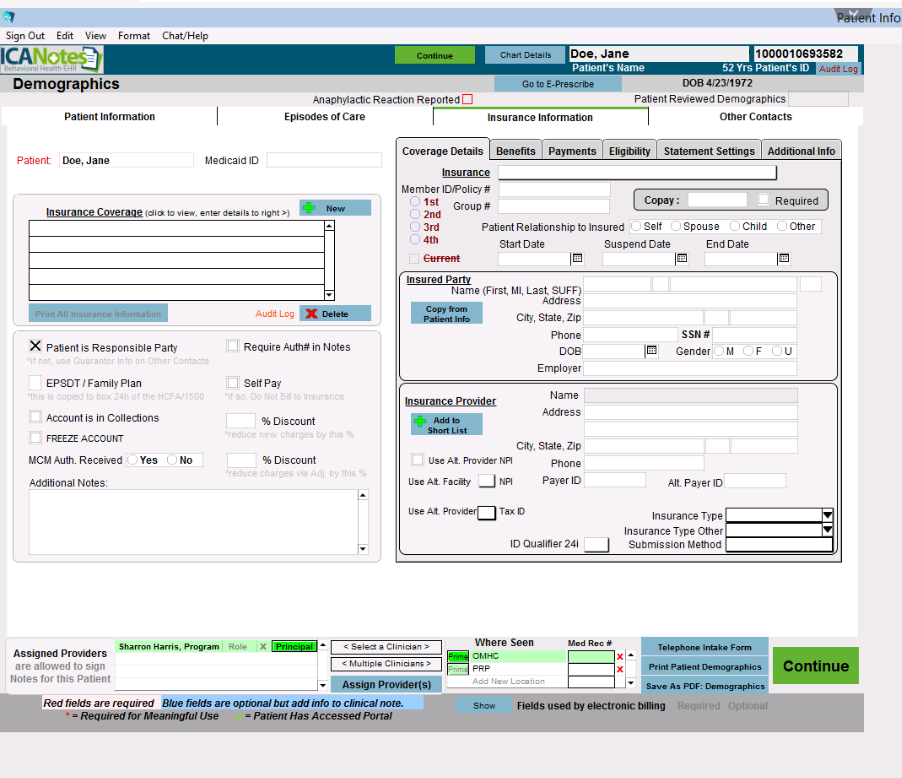 Patient Info
Sign Out Edit View Format Chat/Help
ICANotes
Behavioral Health EHR
Continue Chart Details Doe, Jane 1000010693582
Patient's Name 52 Yrs Patient's ID Audit Log
Demographics Go to E-Prescribe DOB 4/23/1972
Anaphylactic Reaction Reported Patient Reviewed Demographics
Patient Information Episodes of Care Insurance Information Other Contacts
Patient: Doe, Jane Medicaid ID
Insurance Coverage (click to view, enter details to right >) New
Print All Insurance Information Audit Log Delete
Patient is Responsible Party Require Auth# in Notes
*if not, use Guarantor Info on Other Contacts
EPSDT / Family Plan Self Pay
*this is copied to box 24h of the HCFA/1500 *if so, Do Not Bill to Insurance
Account is in Collections % Discount
FREEZE ACCOUNT *reduce new charges by this %
MCM Auth. Received Yes No % Discount
*reduce charges via Adj. by this %
Additional Notes:
Coverage Details Benefits Payments Eligibility Statement Settings Additional Info
Insurance
Member ID/Policy #
1st Group # Copay : Required
2nd
3rd Patient Relationship to Insured Self Spouse Child Other
4th Start Date Suspend Date End Date
Current
Insured Party
Name (First, MI, Last, SUFF)
Address
Copy from
Patient Info
City, State, Zip
Phone SSN #
DOB Gender M F U
Employer
Insurance Provider Name
Address
Add to
Short List
City, State, Zip
Use Alt. Provider NPI Phone
Use Alt. Facility NPI Payer ID Alt. Payer ID
Use Alt. Provider Tax ID Insurance Type
Insurance Type Other
ID Qualifier 24i Submission Method
Assigned Providers
are allowed to sign
Notes for this Patient
Sharron Harris, Program Role X Principal
< Select a Clinician >
< Multiple Clinicians >
Assign Provider(s)
Where Seen Med Rec #
Prime OMHC X
Prime PRP X
Add New Location
Telephone Intake Form
Print Patient Demographics
Save As PDF: Demographics
Continue
Red fields are required Blue fields are optional but add info to clinical note.
* = Required for Meaningful Use = Patient Has Accessed Portal
Show Fields used by electronic billing Required Optional